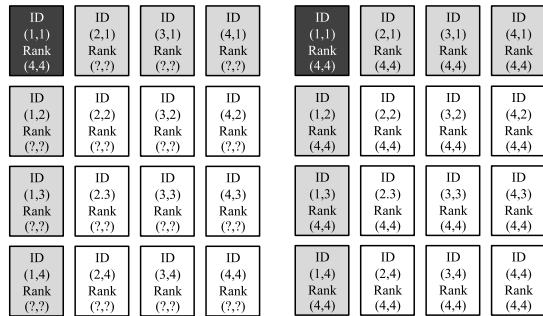 ID
(1,1)
Rank
(4,4)
ID
(2,1)
Rank
(?,?)
ID
(3,1)
Rank
(?,?)
ID
(4,1)
Rank
(?,?)
ID
(1,2)
Rank
(?,?)
ID
(2,2)
Rank
(?,?)
ID
(3,2)
Rank
(?,?)
ID
(4,2)
Rank
(?,?)
ID
(1,3)
Rank
(?,?)
ID
(2.3)
Rank
(?,?)
ID
(3,3)
Rank
(?,?)
ID
(4,3)
Rank
(?,?)
ID
(1,4)
Rank
(?,?)
ID
(2,4)
Rank
(?,?)
ID
(3,4)
Rank
(?,?)
ID
(4,4)
Rank
(?,?)
ID
(1,1)
Rank
(4,4)
ID
(2,1)
Rank
(4,4)
ID
(3,1)
Rank
(4,4)
ID
(4,1)
Rank
(4,4)
ID
(1,2)
Rank
(4,4)
ID
(2,2)
Rank
(4,4)
ID
(3,2)
Rank
(4,4)
ID
(4,2)
Rank
(4,4)
ID
(1,3)
Rank
(4,4)
ID
(2.3)
Rank
(4,4)
ID
(3,3)
Rank
(4,4)
ID
(4,3)
Rank
(4,4)
ID
(1,4)
Rank
(4,4)
ID
(2,4)
Rank
(4,4)
ID
(3,4)
Rank
(4,4)
ID
(4,4)
Rank
(4,4)